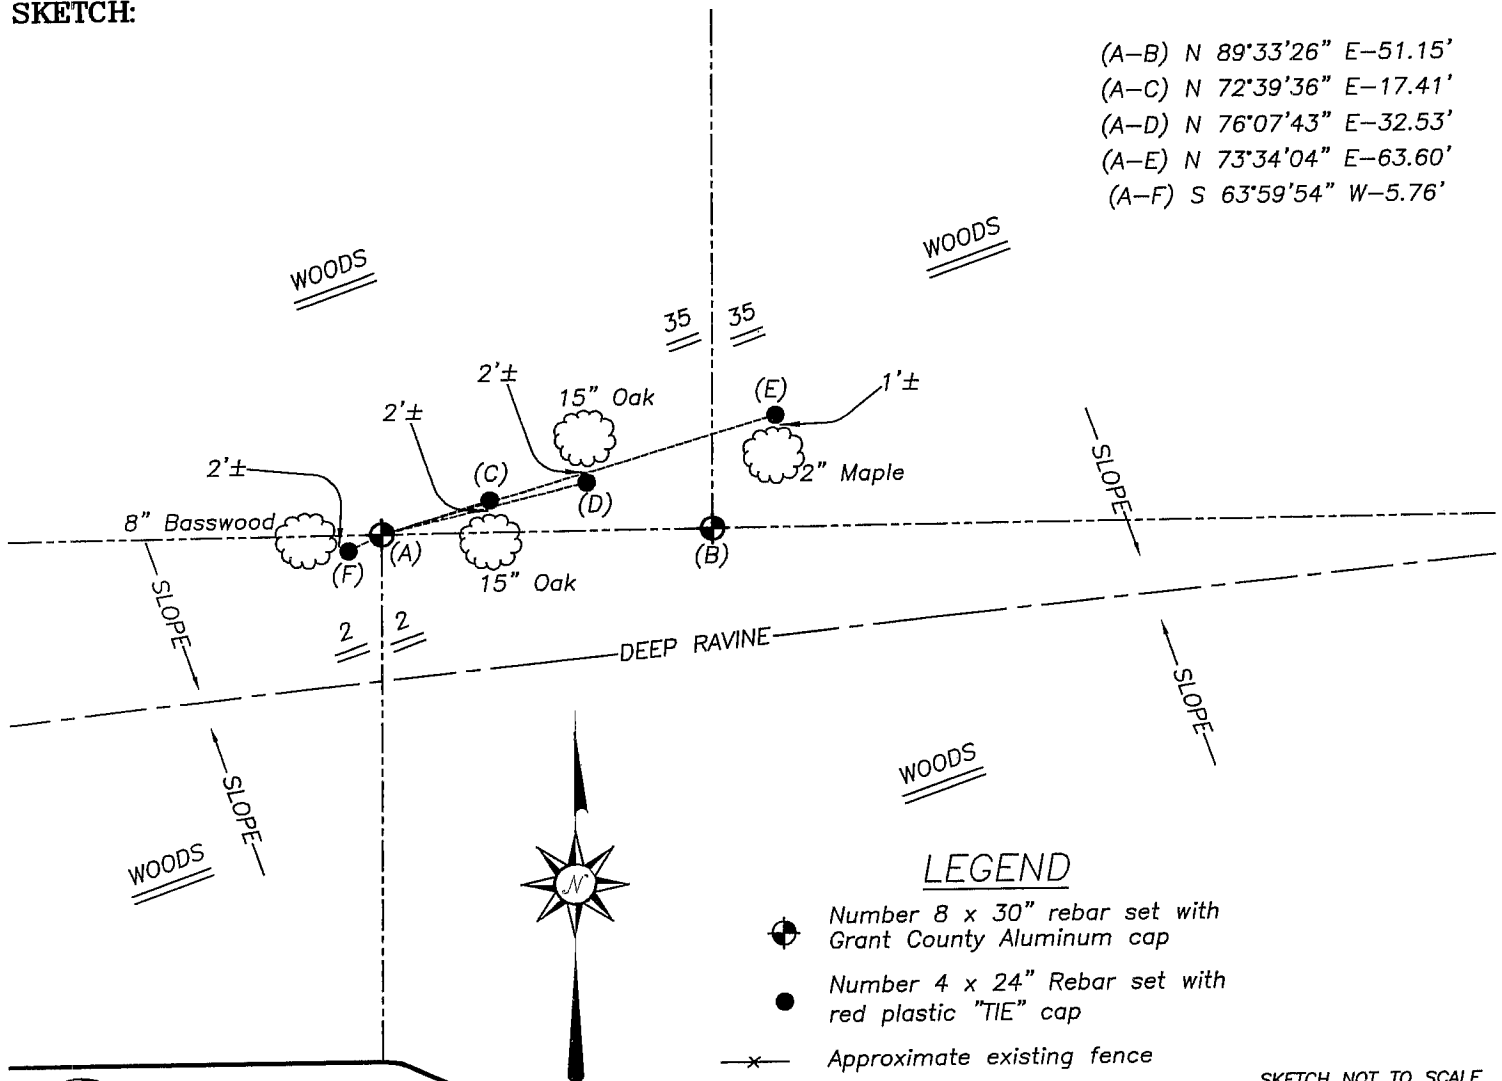 SKETCH:
(A–B) N 89°33'26" E–51.15'
(A–C) N 72°39'36" E–17.41'
(A–D) N 76°07'43" E–32.53'
(A–E) N 73°34'04" E–63.60'
(A–F) S 63°59'54" W–5.76'
WOODS
WOODS
35 35
2'±
15" Oak
(E)
1'±
2'±
2'±
(C)
(D)
2" Maple
SLOPE
8" Basswood
(F)
(A)
15" Oak
(B)
SLOPE
2 2
DEEP RAVINE
SLOPE
SLOPE
WOODS
WOODS
N
LEGEND
Number 8 x 30" rebar set with
Grant County Aluminum cap
Number 4 x 24" Rebar set with
red plastic "TIE" cap
Approximate existing fence
SKETCH NOT TO SCALE